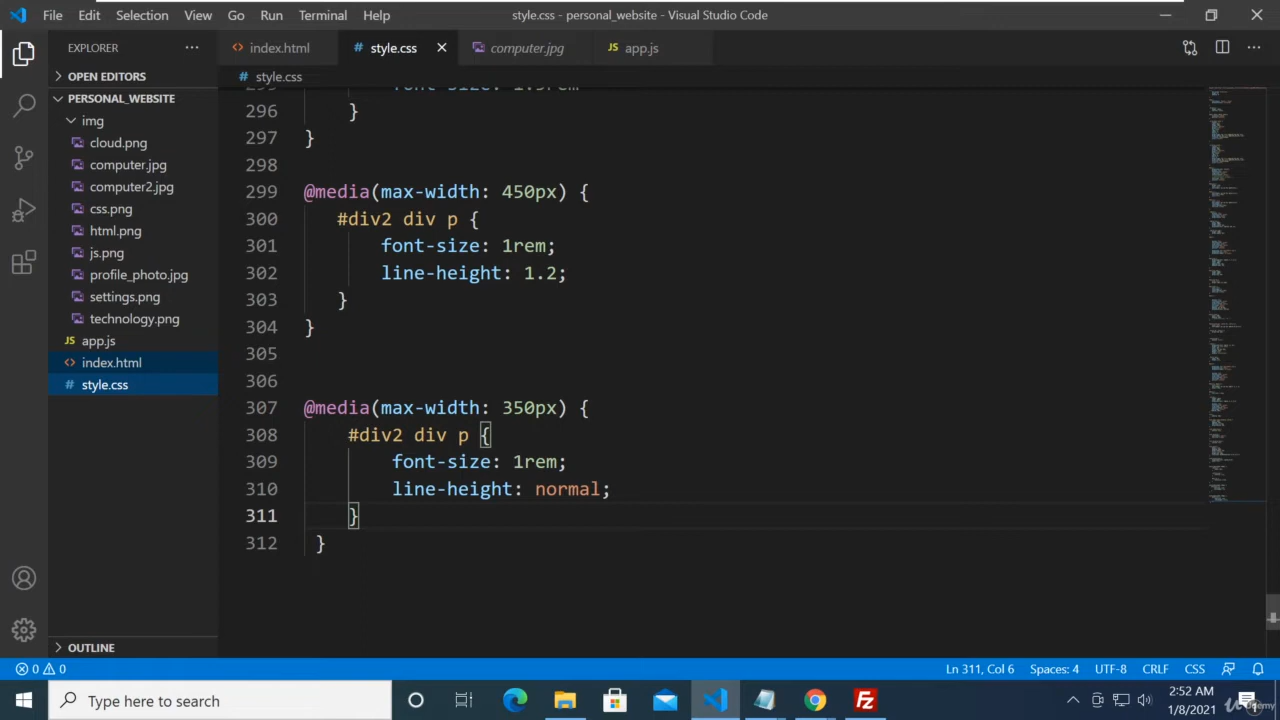 File Edit Selection View Go Run Terminal Help
style.css - personal_website - Visual Studio Code
EXPLORER
index.html
style.css
computer.jpg
app.js
OPEN EDITORS
# style.css
PERSONAL_WEBSITE
img
cloud.png
computer.jpg
computer2.jpg
css.png
html.png
js.png
profile_photo.jpg
settings.png
technology.png
JS app.js
<> index.html
# style.css
OUTLINE
295 font-size: 1.5rem
296 }
297 }
298
299 @media(max-width: 450px) {
300 #div2 div p {
301 font-size: 1rem;
302 line-height: 1.2;
303 }
304 }
305
306
307 @media(max-width: 350px) {
308 #div2 div p {
309 font-size: 1rem;
310 line-height: normal;
311 }
312 }
0 0
Ln 311, Col 6 Spaces: 4 UTF-8 CRLF CSS
Type here to search
2:52 AM
1/8/2021
Udemy